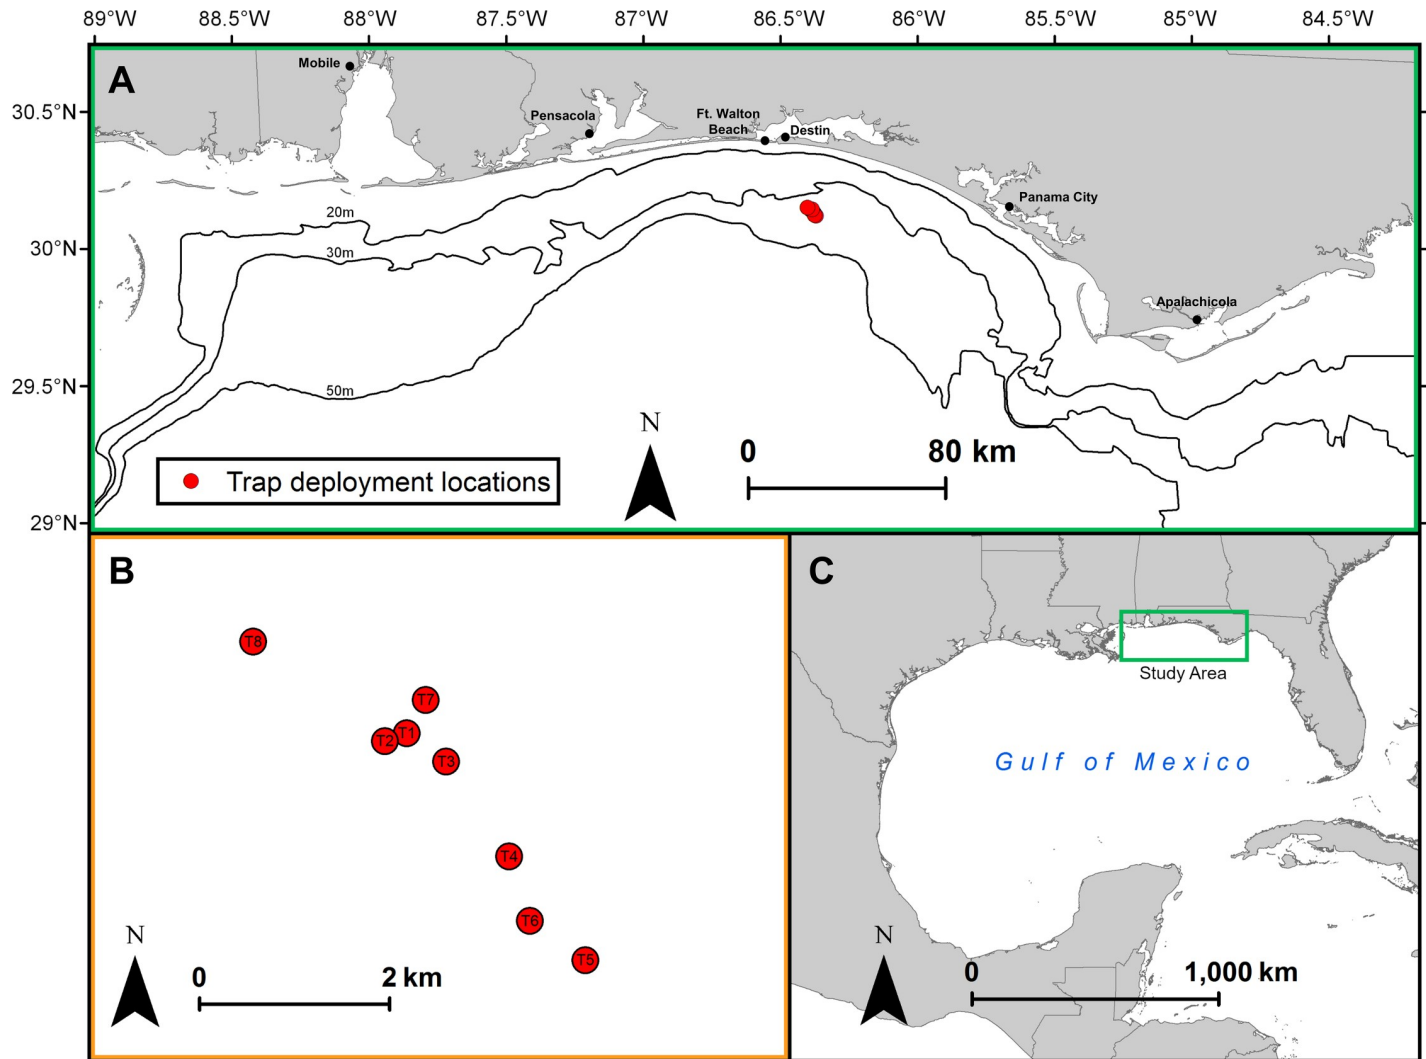 89°W 88.5°W 88°W 87.5°W 87°W 86.5°W 86°W 85.5°W 85°W 84.5°W
A
Mobile
30.5°N
Pensacola
Ft. Walton
Beach
Destin
Panama City
20m
30°N
30m
Apalachicola
29.5°N
50m
N
0 80 km
Trap deployment locations
29°N
B
T8
T7
T1
T2
T3
T4
T6
T5
N
0 2 km
C
Study Area
Gulf of Mexico
N
0 1,000 km